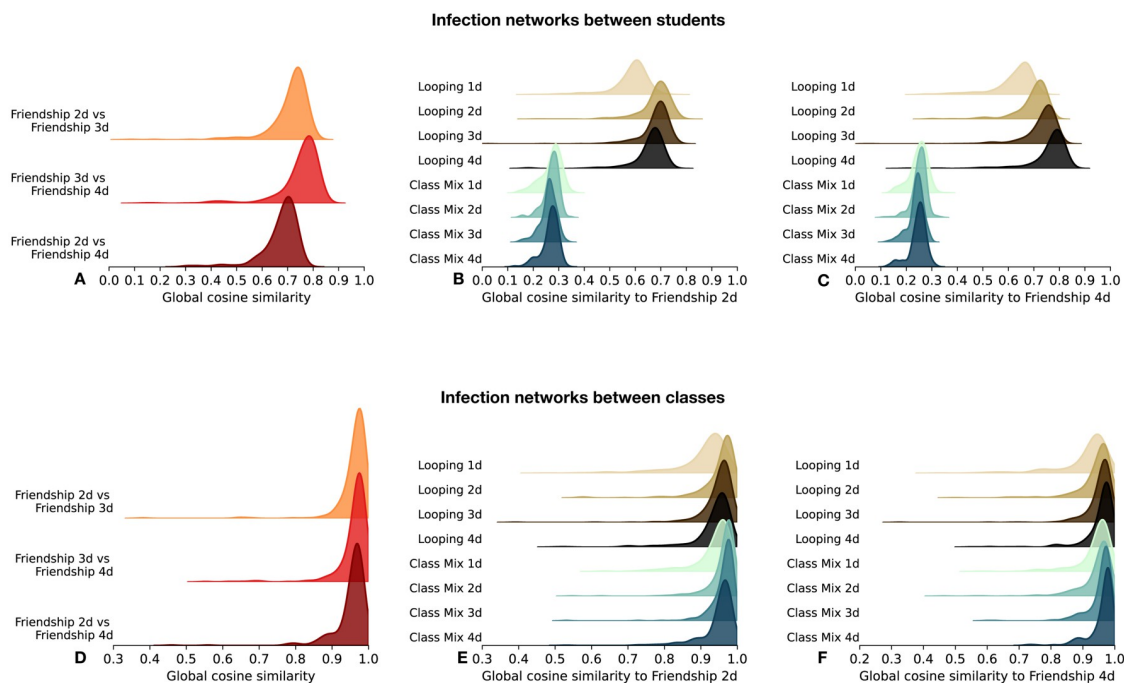 Infection networks between students
Friendship 2d vs
Friendship 3d
Friendship 3d vs
Friendship 4d
Friendship 2d vs
Friendship 4d
A
0.0 0.1 0.2 0.3 0.4 0.5 0.6 0.7 0.8 0.9 1.0
Global cosine similarity
Looping 1d
Looping 2d
Looping 3d
Looping 4d
Class Mix 1d
Class Mix 2d
Class Mix 3d
Class Mix 4d
B
0.0 0.1 0.2 0.3 0.4 0.5 0.6 0.7 0.8 0.9 1.0
Global cosine similarity to Friendship 2d
Looping 1d
Looping 2d
Looping 3d
Looping 4d
Class Mix 1d
Class Mix 2d
Class Mix 3d
Class Mix 4d
C
0.0 0.1 0.2 0.3 0.4 0.5 0.6 0.7 0.8 0.9 1.0
Global cosine similarity to Friendship 4d
Infection networks between classes
Friendship 2d vs
Friendship 3d
Friendship 3d vs
Friendship 4d
Friendship 2d vs
Friendship 4d
D
0.3 0.4 0.5 0.6 0.7 0.8 0.9 1.0
Global cosine similarity
Looping 1d
Looping 2d
Looping 3d
Looping 4d
Class Mix 1d
Class Mix 2d
Class Mix 3d
Class Mix 4d
E
0.3 0.4 0.5 0.6 0.7 0.8 0.9 1.0
Global cosine similarity to Friendship 2d
Looping 1d
Looping 2d
Looping 3d
Looping 4d
Class Mix 1d
Class Mix 2d
Class Mix 3d
Class Mix 4d
F
0.2 0.3 0.4 0.5 0.6 0.7 0.8 0.9 1.0
Global cosine similarity to Friendship 4d